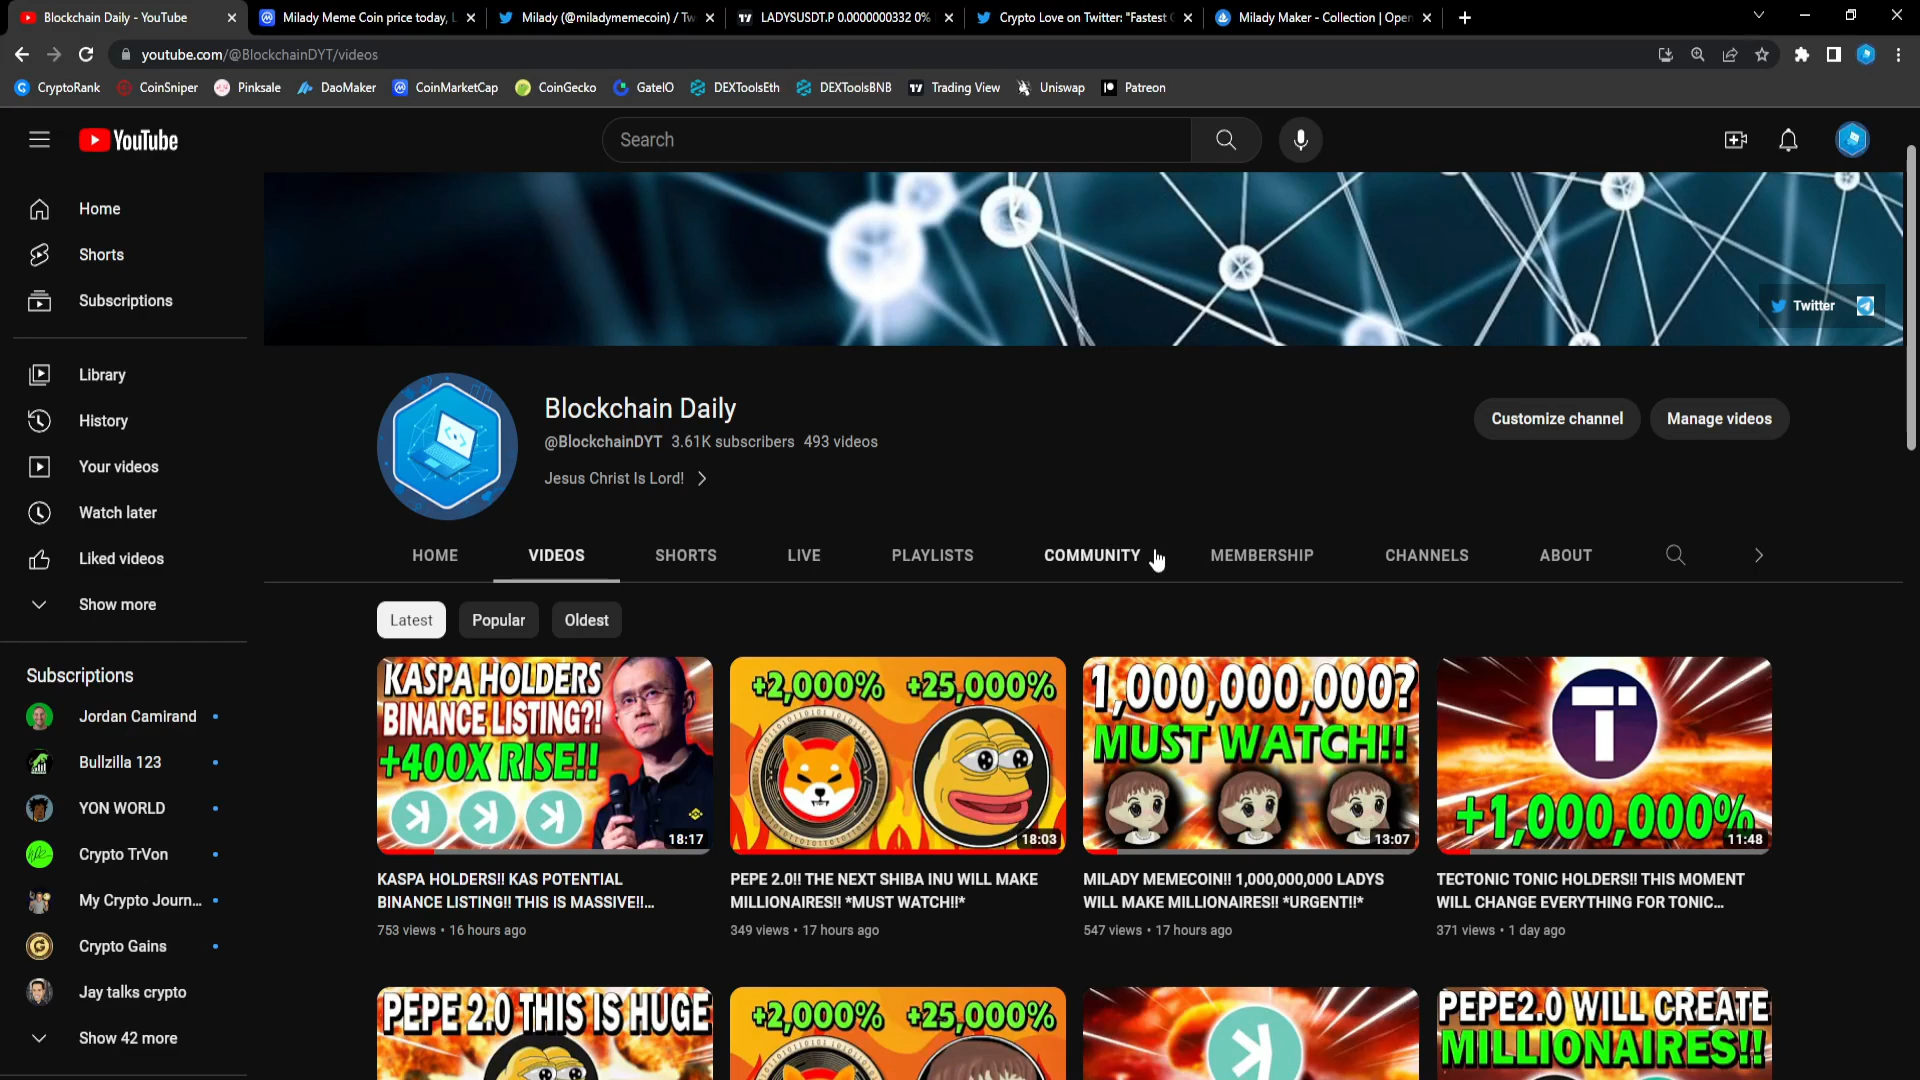 Blockchain Daily - YouTube
Milady Meme Coin price today, L
Milady (@miladymemecoin) / Tw
LADYSUSDT.P 0.0000000332 0%
Crypto Love on Twitter: "Fastest C
Milady Maker - Collection | Open
youtube.com/@BlockchainDYT/videos
CryptoRank
CoinSniper
Pinksale
DaoMaker
CoinMarketCap
CoinGecko
GateIO
DEXToolsEth
DEXToolsBNB
Trading View
Uniswap
Patreon
YouTube
Search
Home
Shorts
Subscriptions
Library
History
Your videos
Watch later
Liked videos
Show more
Subscriptions
Jordan Camirand
Bullzilla 123
YON WORLD
Crypto TrVon
My Crypto Journ...
Crypto Gains
Jay talks crypto
Show 42 more
Twitter
Blockchain Daily
@BlockchainDYT 3.61K subscribers 493 videos
Jesus Christ Is Lord!
Customize channel
Manage videos
HOME
VIDEOS
SHORTS
LIVE
PLAYLISTS
COMMUNITY
MEMBERSHIP
CHANNELS
ABOUT
Latest
Popular
Oldest
KASPA HOLDERS
BINANCE LISTING?!
+400X RISE!!
18:17
KASPA HOLDERS!! KAS POTENTIAL
BINANCE LISTING!! THIS IS MASSIVE!!...
753 views • 16 hours ago
+2,000% +25,000%
18:03
PEPE 2.0!! THE NEXT SHIBA INU WILL MAKE
MILLIONAIRES!! *MUST WATCH!!*
349 views • 17 hours ago
1,000,000,000?
MUST WATCH!!
13:07
MILADY MEMECOIN!! 1,000,000,000 LADYS
WILL MAKE MILLIONAIRES!! *URGENT!!*
547 views • 17 hours ago
+1,000,000%
11:48
TECTONIC TONIC HOLDERS!! THIS MOMENT
WILL CHANGE EVERYTHING FOR TONIC...
371 views • 1 day ago
PEPE 2.0 THIS IS HUGE
+2,000% +25,000%
PEPE2.0 WILL CREATE
MILLIONAIRES!!